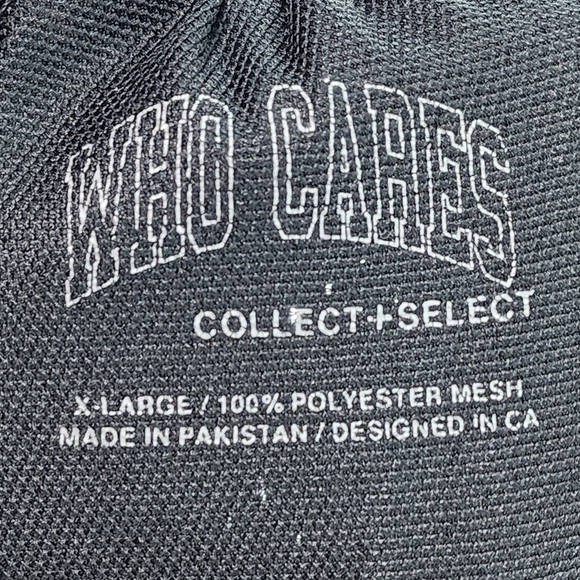 WHO CARES
COLLECT+SELECT
X-LARGE / 100% POLYESTER MESH
MADE IN PAKISTAN / DESIGNED IN CA